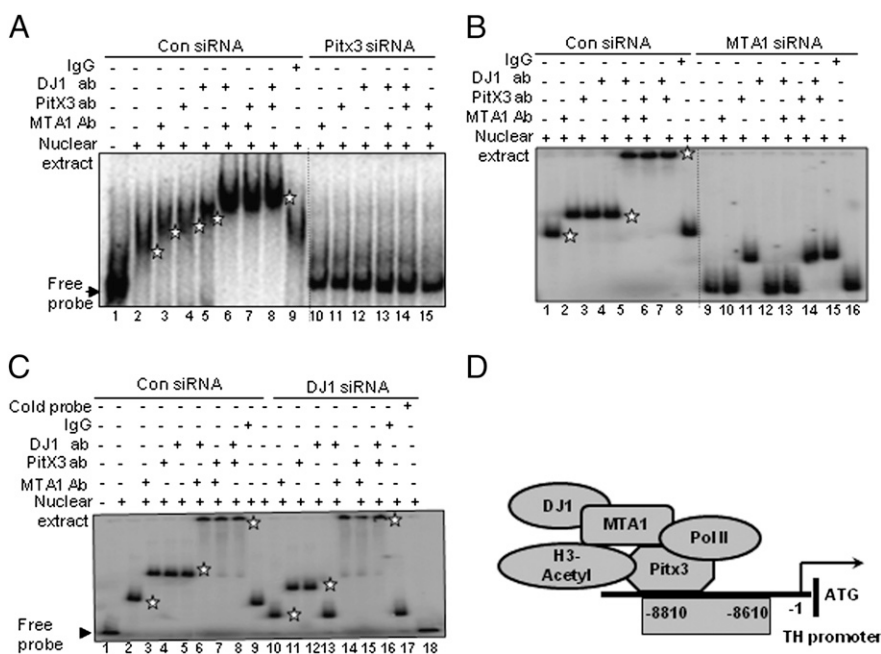 A
Con siRNA Pitx3 siRNA
IgG - - - - - - - - + - - - - - -
DJ1 ab - - - - + + - + - - - + + + -
PitX3 ab - - - + - - + + - - + - - + +
MTA1 Ab - - + - - + + - - + - - + - +
Nuclear extract - + + + + + + + + + + + + + +
Free probe
1 2 3 4 5 6 7 8 9 10 11 12 13 14 15
B
Con siRNA MTA1 siRNA
IgG
DJ1 ab
PitX3 ab
MTA1 Ab
Nuclear extract + + + + + + + + + + + + + + + +
1 2 3 4 5 6 7 8 9 10 11 12 13 14 15 16
C
Con siRNA DJ1 siRNA
Cold probe
IgG
DJ1 ab
PitX3 ab
MTA1 Ab
Nuclear extract
Free probe
1 2 3 4 5 6 7 8 9 10 11 12 13 14 15 16 17 18
D
DJ1
MTA1
Pol II
H3-
Acetyl
Pitx3
-8810 -8610 -1 ATG
TH promoter